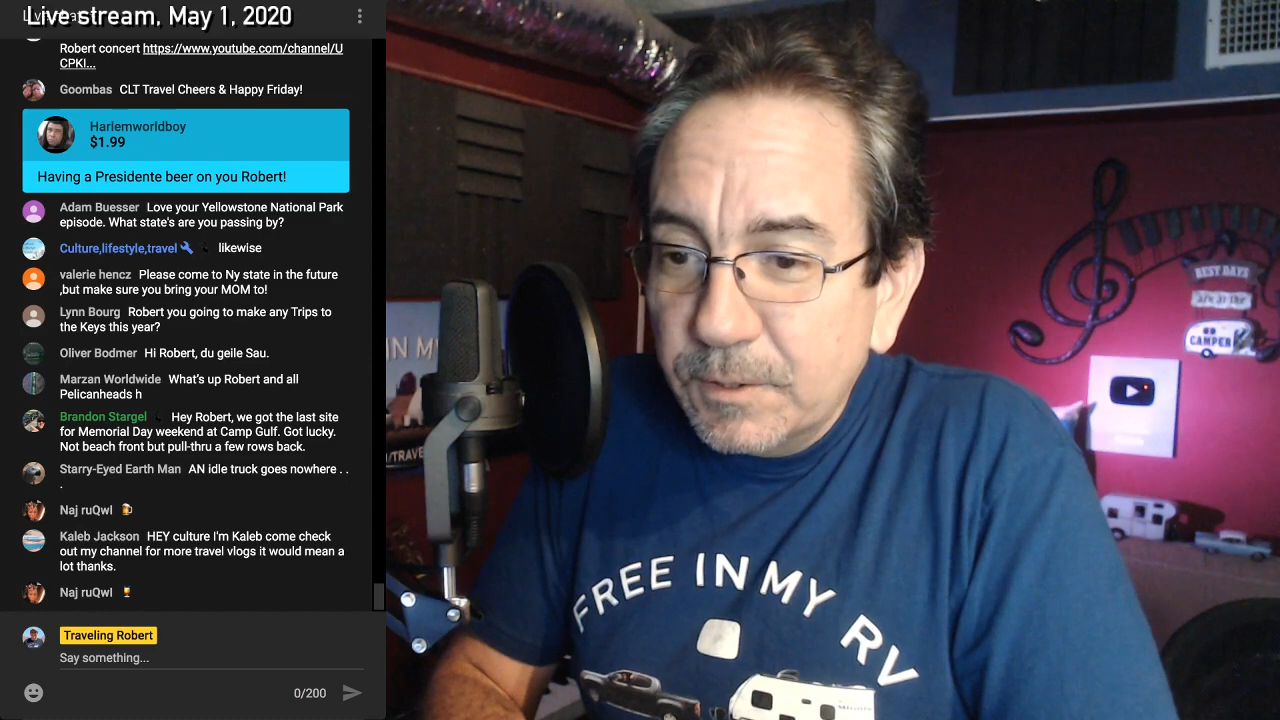 Live stream, May 1, 2020
Robert concert https://www.youtube.com/channel/U
CPKI...
Goombas CLT Travel Cheers & Happy Friday!
Harlemworldboy
$1.99
Having a Presidente beer on you Robert!
Adam Buesser Love your Yellowstone National Park
episode. What state's are you passing by?
Culture,lifestyle,travel likewise
valerie hencz Please come to Ny state in the future
,but make sure you bring your MOM to!
Lynn Bourg Robert you going to make any Trips to
the Keys this year?
Oliver Bodmer Hi Robert, du geile Sau.
Marzan Worldwide What's up Robert and all
Pelicanheads h
Brandon Stargel Hey Robert, we got the last site
for Memorial Day weekend at Camp Gulf. Got lucky.
Not beach front but pull-thru a few rows back.
Starry-Eyed Earth Man AN idle truck goes nowhere . .
.
Naj ruQwl
Kaleb Jackson HEY culture I'm Kaleb come check
out my channel for more travel vlogs it would mean a
lot thanks.
Naj ruQwl
Traveling Robert
Say something...
0/200
IN M
/TRAVE
FREE IN MY RV
BEST DAYS
CAMPER